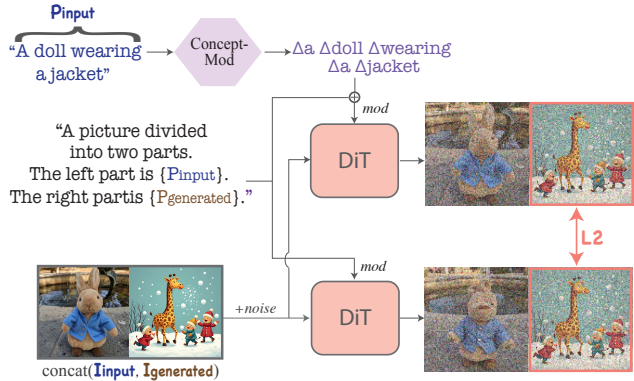 Pinput
“A doll wearing
a jacket”
Concept-
Mod
Δa Δdoll Δwearing
Δa Δjacket
mod
“A picture divided
into two parts.
The left part is {Pinput}.
The right partis {Pgenerated}.”
DiT
L2
mod
+noise
DiT
concat(Iinput, Igenerated)